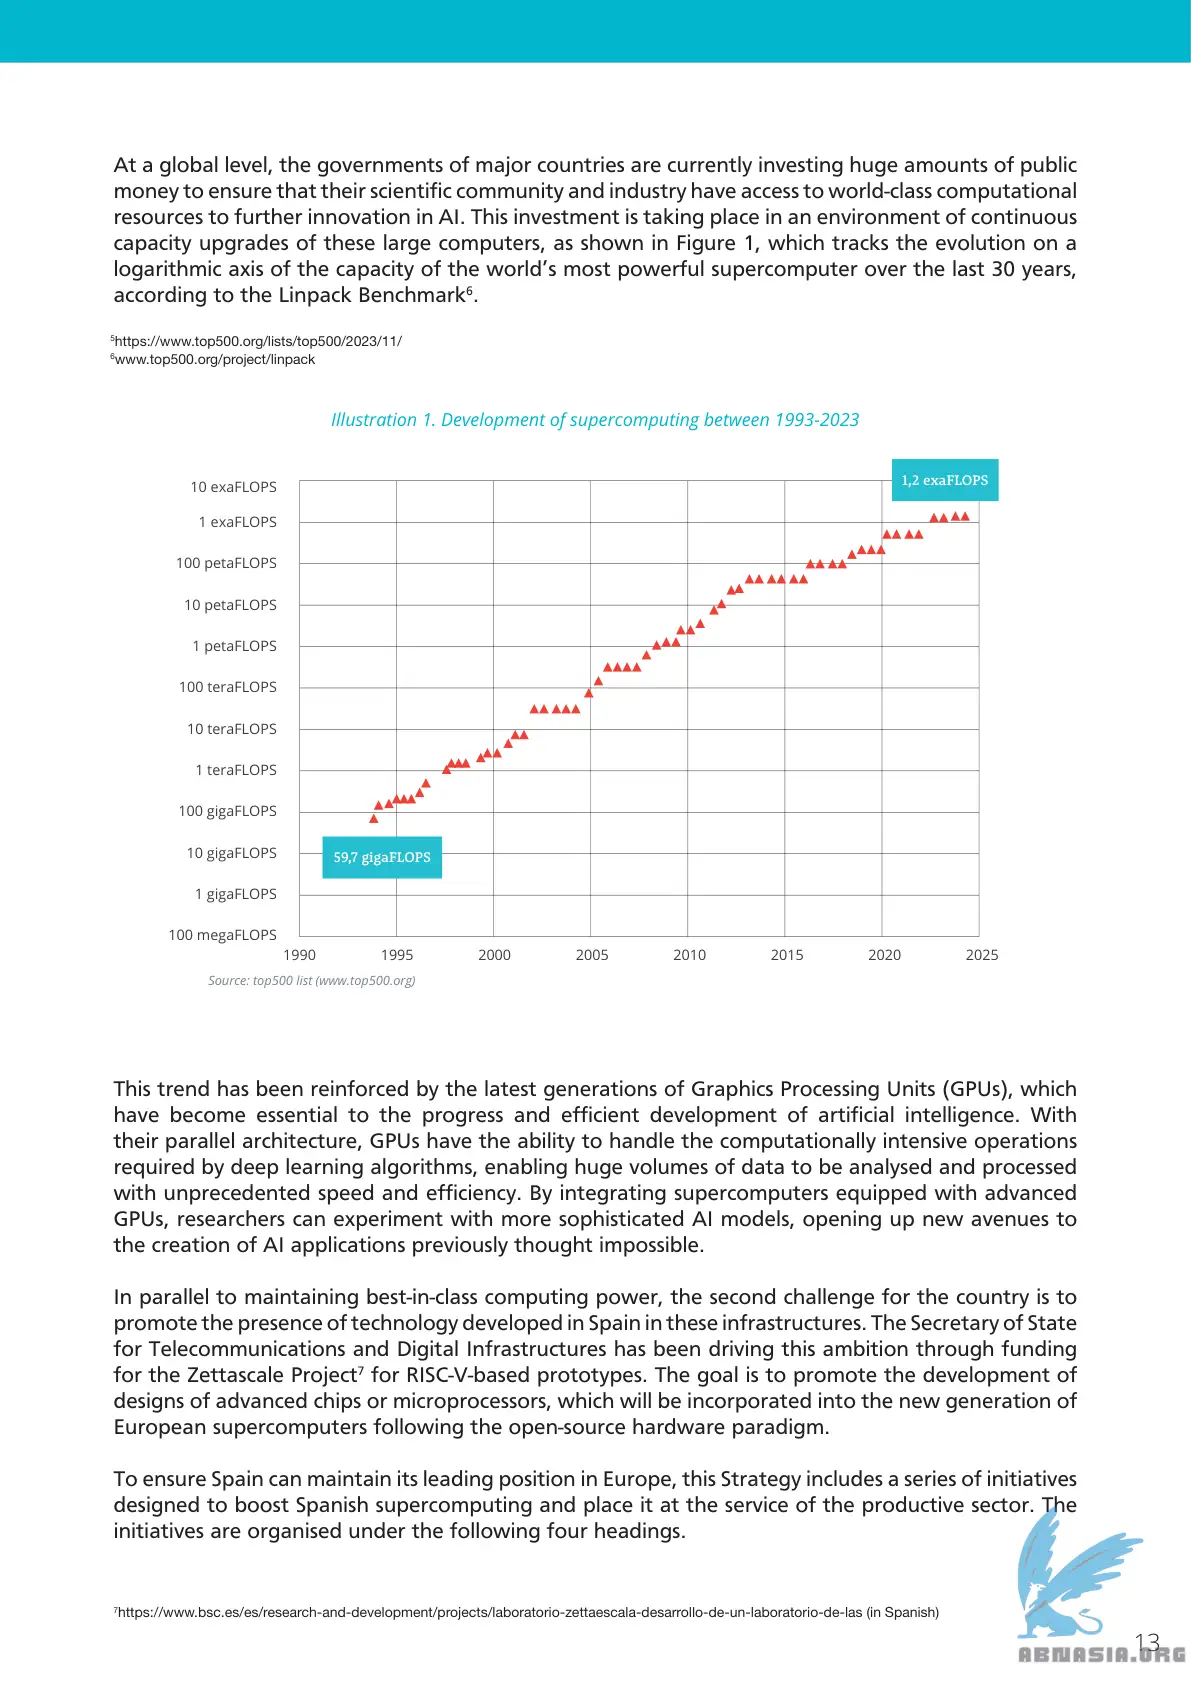 At a global level, the governments of major countries are currently investing huge amounts of public
money to ensure that their scientific community and industry have access to world-class computational
resources to further innovation in AI. This investment is taking place in an environment of continuous
capacity upgrades of these large computers, as shown in Figure 1, which tracks the evolution on a
logarithmic axis of the capacity of the world's most powerful supercomputer over the last 30 years,
according to the Linpack Benchmark⁶.
⁵https://www.top500.org/lists/top500/2023/11/
⁶www.top500.org/project/linpack
Illustration 1. Development of supercomputing between 1993-2023
1,2 exaFLOPS
10 exaFLOPS
1 exaFLOPS
100 petaFLOPS
10 petaFLOPS
1 petaFLOPS
100 teraFLOPS
10 teraFLOPS
1 teraFLOPS
100 gigaFLOPS
10 gigaFLOPS
59,7 gigaFLOPS
1 gigaFLOPS
100 megaFLOPS
1990 1995 2000 2005 2010 2015 2020 2025
Source: top500 list (www.top500.org)
This trend has been reinforced by the latest generations of Graphics Processing Units (GPUs), which
have become essential to the progress and efficient development of artificial intelligence. With
their parallel architecture, GPUs have the ability to handle the computationally intensive operations
required by deep learning algorithms, enabling huge volumes of data to be analysed and processed
with unprecedented speed and efficiency. By integrating supercomputers equipped with advanced
GPUs, researchers can experiment with more sophisticated AI models, opening up new avenues to
the creation of AI applications previously thought impossible.
In parallel to maintaining best-in-class computing power, the second challenge for the country is to
promote the presence of technology developed in Spain in these infrastructures. The Secretary of State
for Telecommunications and Digital Infrastructures has been driving this ambition through funding
for the Zettascale Project⁷ for RISC-V-based prototypes. The goal is to promote the development of
designs of advanced chips or microprocessors, which will be incorporated into the new generation of
European supercomputers following the open-source hardware paradigm.
To ensure Spain can maintain its leading position in Europe, this Strategy includes a series of initiatives
designed to boost Spanish supercomputing and place it at the service of the productive sector. The
initiatives are organised under the following four headings.
⁷https://www.bsc.es/es/research-and-development/projects/laboratorio-zettaescala-desarrollo-de-un-laboratorio-de-las (in Spanish)
13
ABNASIA.ORG